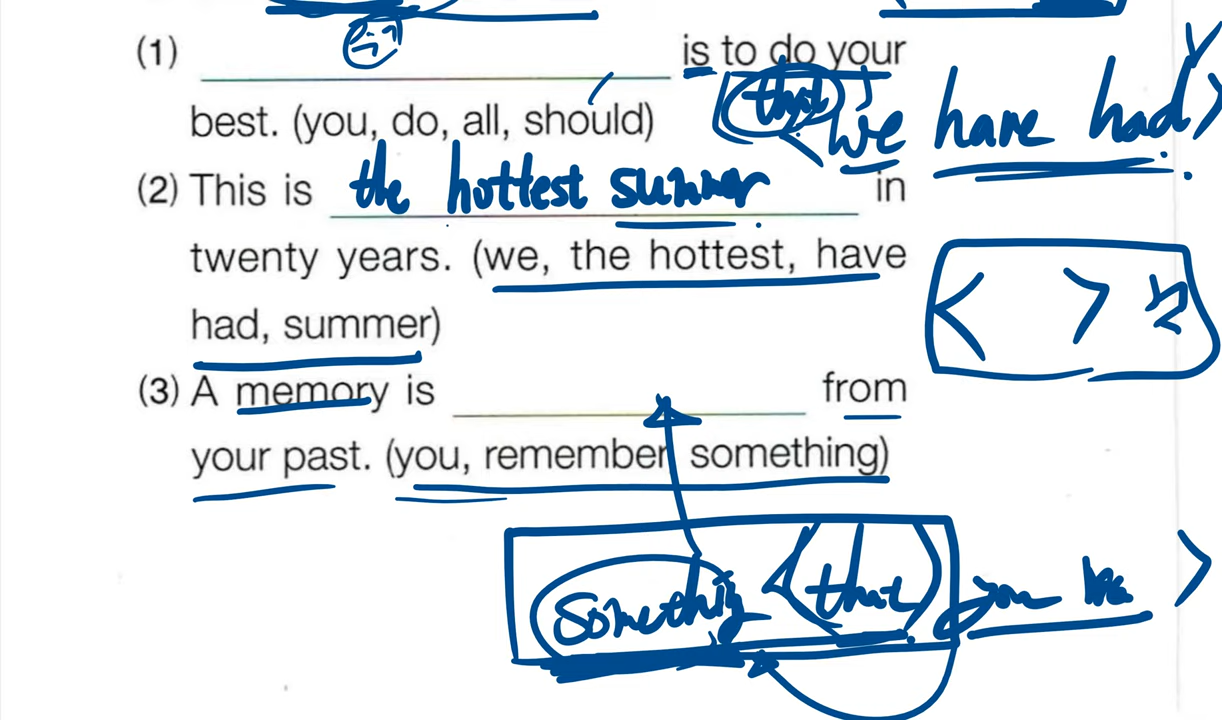 (1) is to do your
best. (you, do, all, should) that we have had
(2) This is the hottest summer in
twenty years. (we, the hottest, have
had, summer)
(3) A memory is from
your past. (you, remember something)
somethig that you